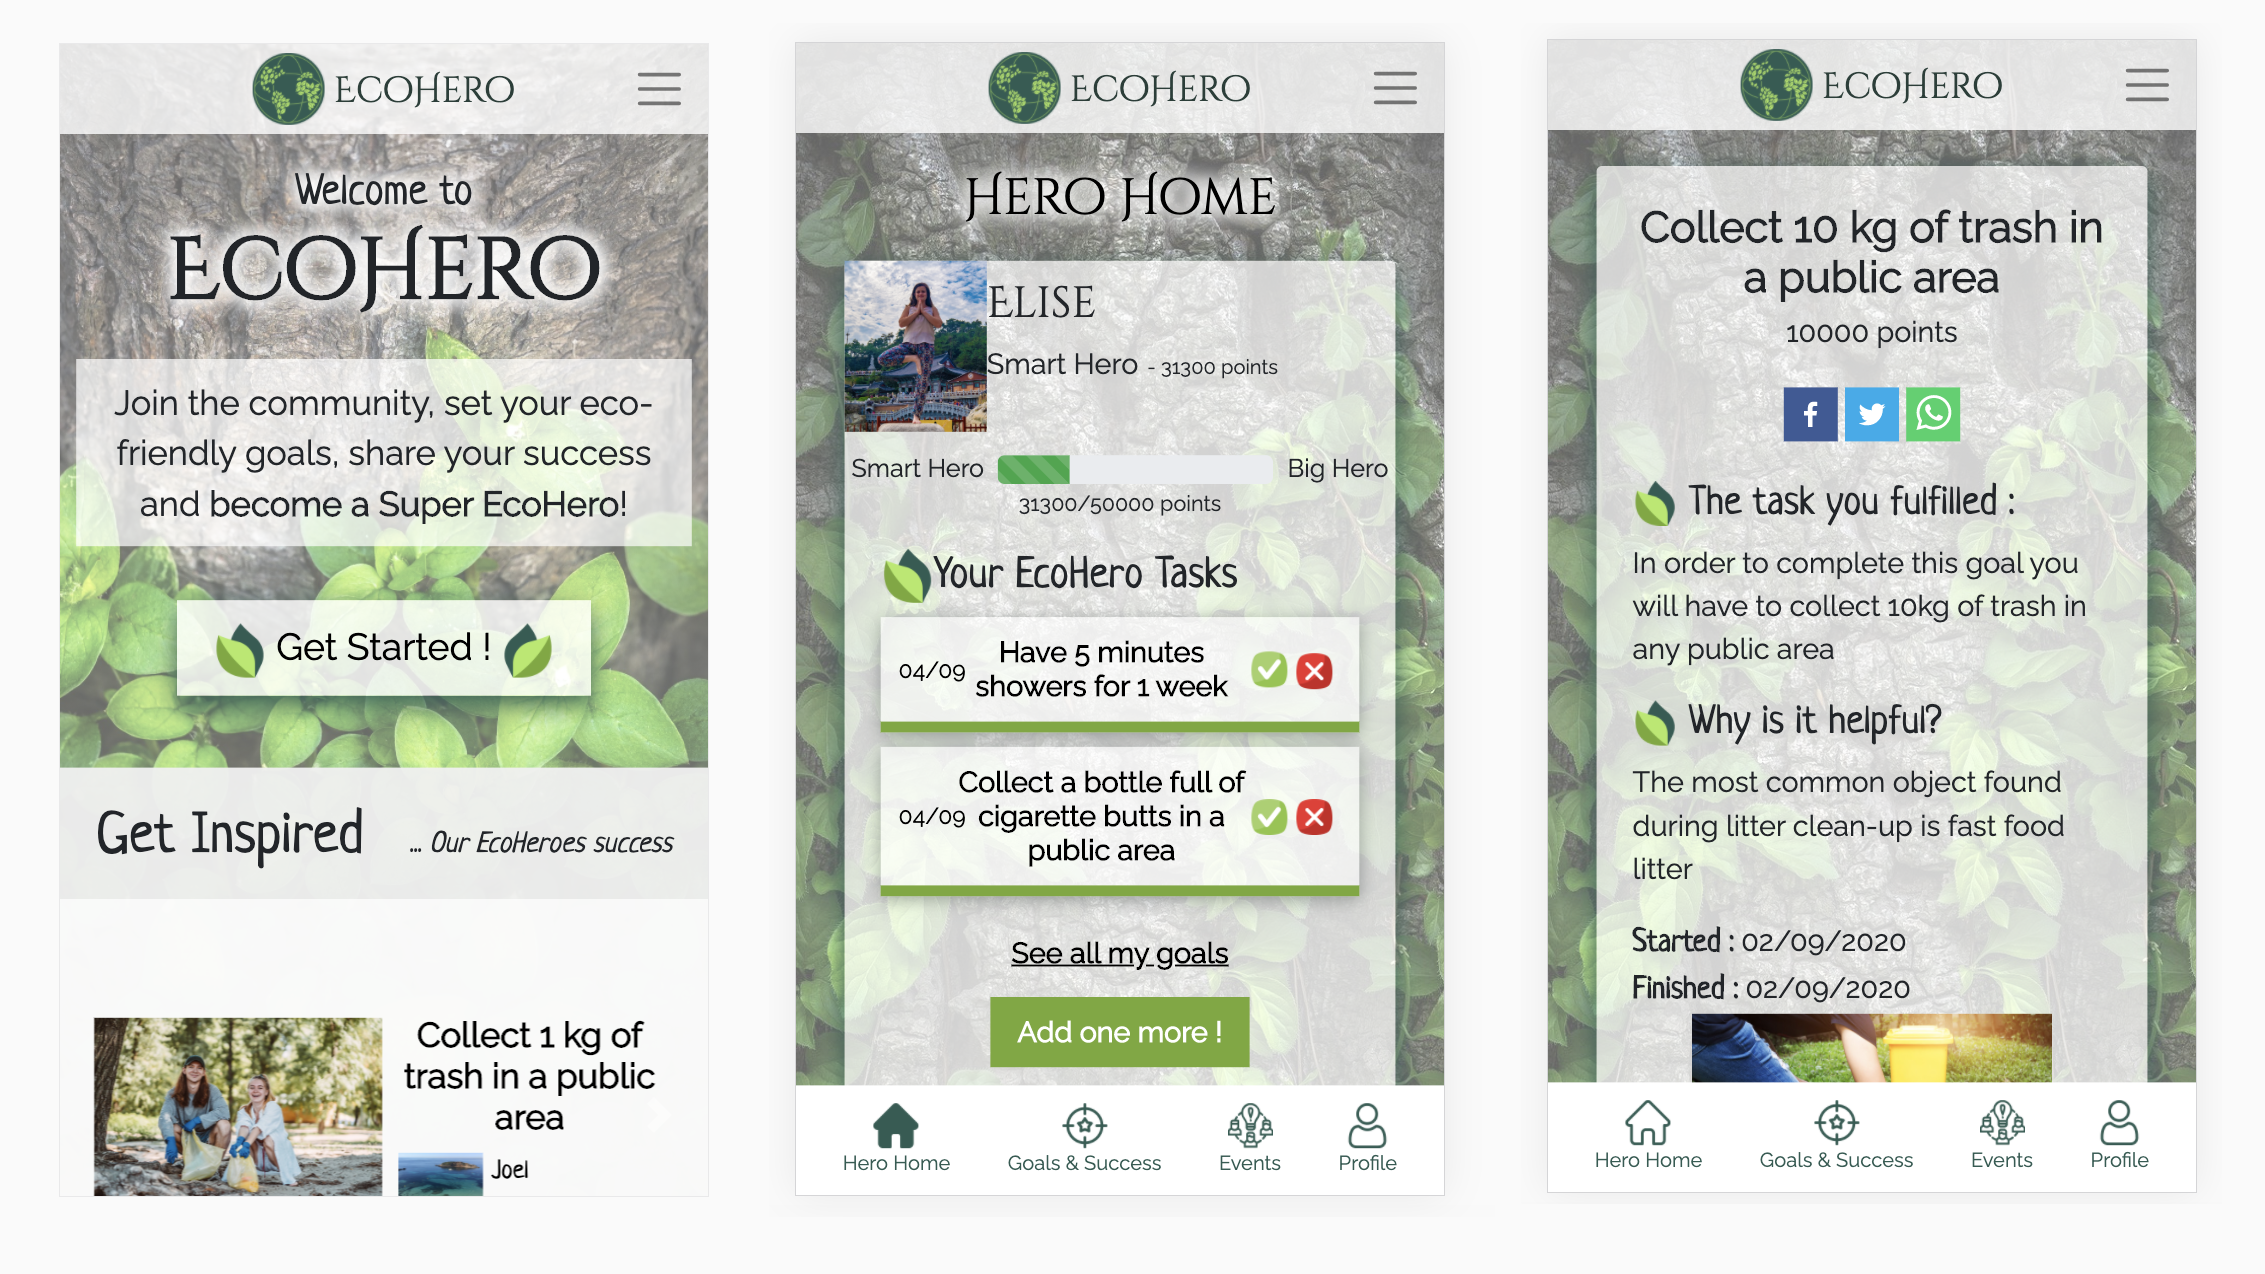 EcoHero
Welcome to
EcoHero
Join the community, set your eco-
friendly goals, share your success
and become a Super EcoHero!
Get Started !
Get Inspired
... Our EcoHeroes success
Collect 1 kg of
trash in a public
area
Joel
EcoHero
Hero Home
Elise
Smart Hero - 31300 points
Smart Hero
Big Hero
31300/50000 points
Your EcoHero Tasks
04/09
Have 5 minutes
showers for 1 week
04/09
Collect a bottle full of
cigarette butts in a
public area
See all my goals
Add one more !
Hero Home
Goals & Success
Events
Profile
EcoHero
Collect 10 kg of trash in
a public area
10000 points
The task you fulfilled :
In order to complete this goal you
will have to collect 10kg of trash in
any public area
Why is it helpful?
The most common object found
during litter clean-up is fast food
litter
Started : 02/09/2020
Finished : 02/09/2020
Hero Home
Goals & Success
Events
Profile